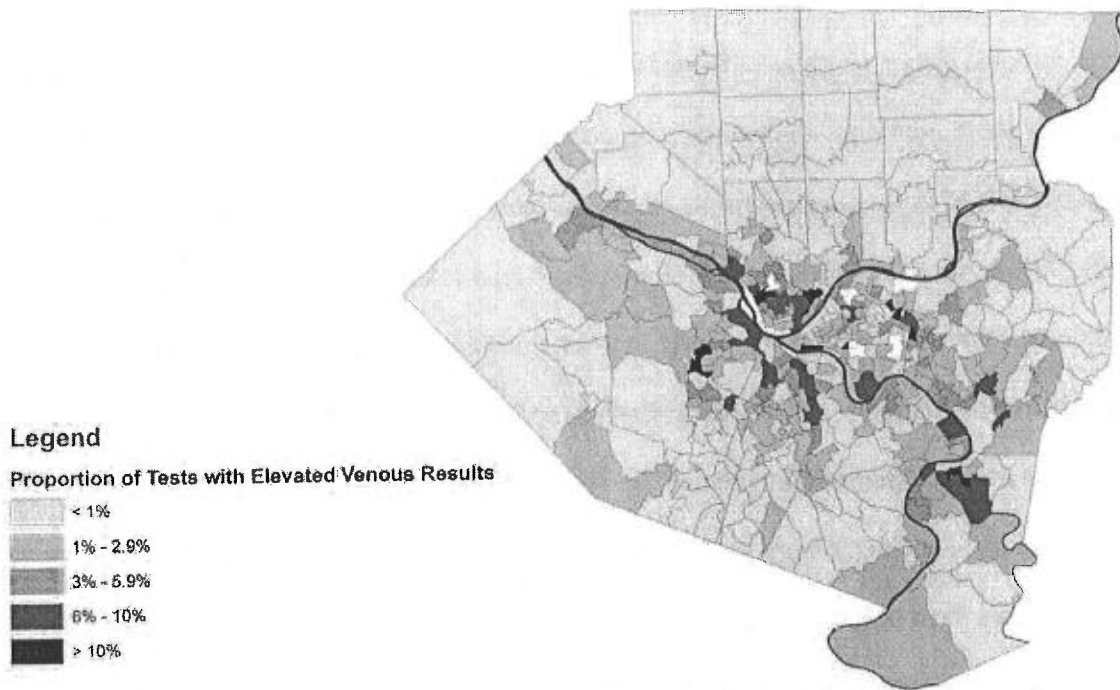 Legend
Proportion of Tests with Elevated Venous Results
< 1%
1% - 2.9%
3% - 5.9%
6% - 10%
> 10%